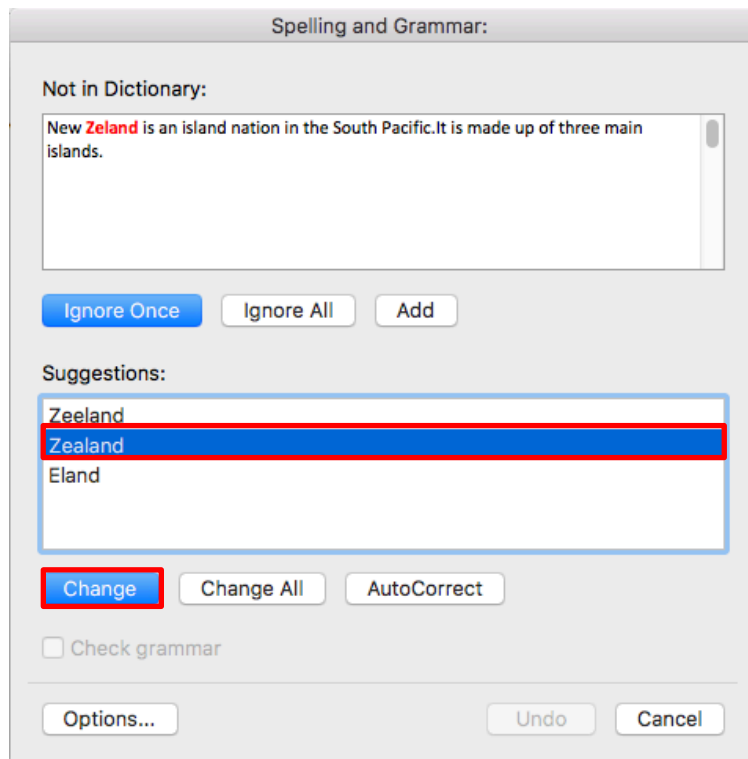 Spelling and Grammar:
Not in Dictionary:
New Zeland is an island nation in the South Pacific.It is made up of three main
islands.
Ignore Once Ignore All Add
Suggestions:
Zeeland
Zealand
Eland
Change Change All AutoCorrect
Check grammar
Options... Undo Cancel